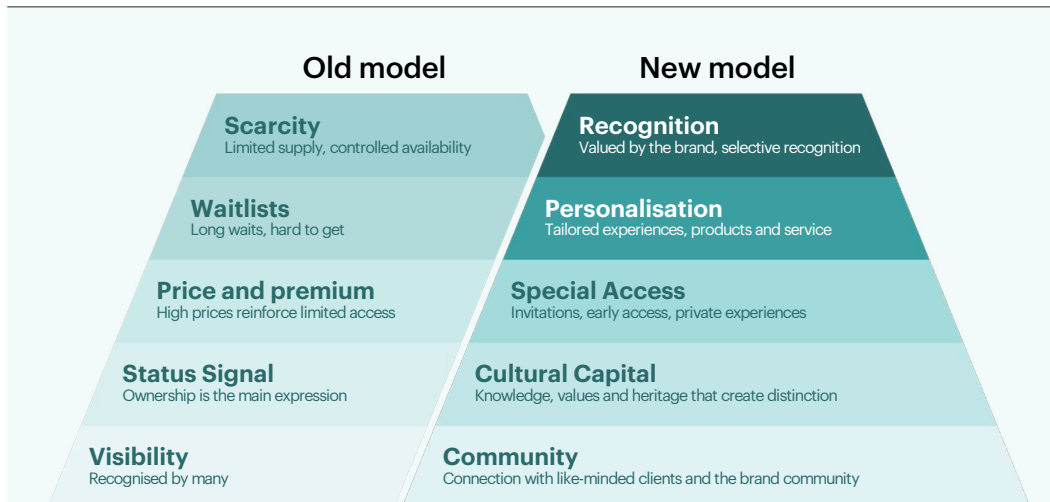 Old model
Scarcity
Limited supply, controlled availability
Waitlists
Long waits, hard to get
Price and premium
High prices reinforce limited access
Status Signal
Ownership is the main expression
Visibility
Recognised by many
New model
Recognition
Valued by the brand, selective recognition
Personalisation
Tailored experiences, products and service
Special Access
Invitations, early access, private experiences
Cultural Capital
Knowledge, values and heritage that create distinction
Community
Connection with like-minded clients and the brand community